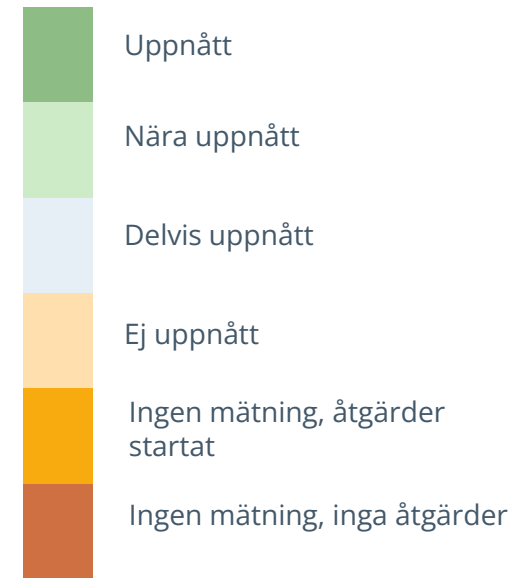 Uppnått
Nära uppnått
Delvis uppnått
Ej uppnått
Ingen mätning, åtgärder
startat
Ingen mätning, inga åtgärder